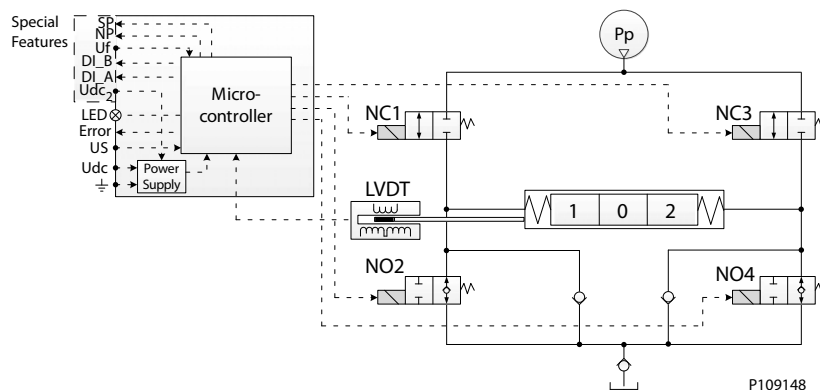 Special
Features
SP
NP
Uf
DI_B
DI_A
Udc2
LED
Error
US
Udc
Micro-
controller
Power
Supply
Pp
NC1
NC3
LVDT
1 0 2
NO2
NO4
P109148